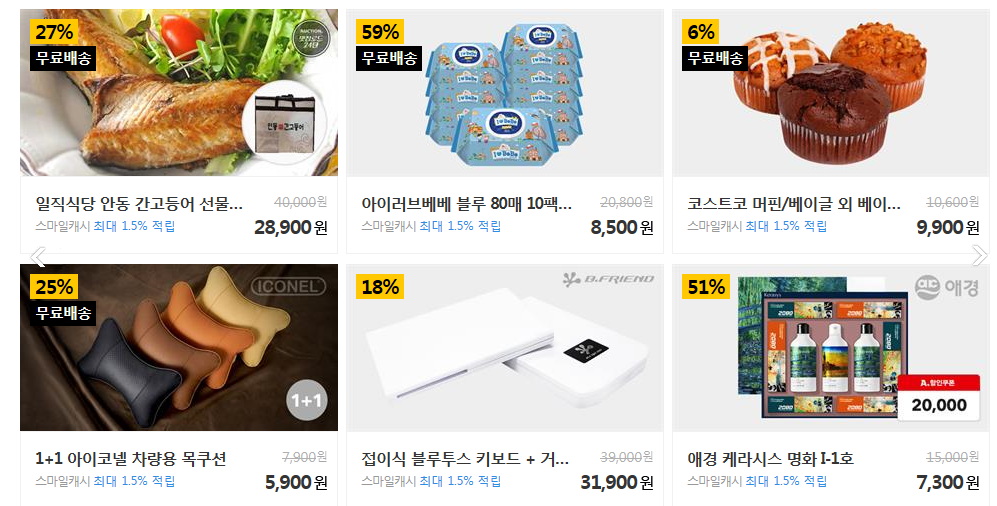 27%
무료배송
AUCTION.
안동 간고등어
일직식당 안동 간고등어 선물...
40,000원
스마일캐시 최대 1.5% 적립
28,900원
59%
무료배송
아이러브베베 블루 80매 10팩...
20,800원
스마일캐시 최대 1.5% 적립
8,500원
6%
무료배송
코스트코 머핀/베이글 외 베이...
10,600원
스마일캐시 최대 1.5% 적립
9,900원
25%
무료배송
ICONEL
1+1
1+1 아이코넬 차량용 목쿠션
7,900원
스마일캐시 최대 1.5% 적립
5,900원
18%
B.FRIEND
접이식 블루투스 키보드 + 거...
39,000원
스마일캐시 최대 1.5% 적립
31,900원
51%
애경
Kerasys
2080
2080
2080
2080
A.할인쿠폰
20,000
애경 케라시스 명화 I-1호
15,000원
스마일캐시 최대 1.5% 적립
7,300원